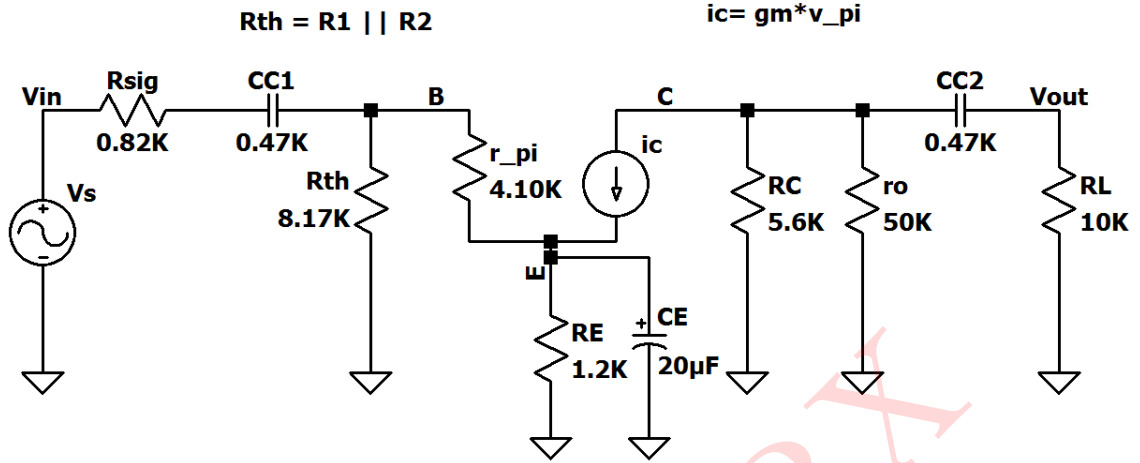 Rth = R1 || R2
ic= gm*v_pi
Vin
Rsig
0.82K
CC1
0.47K
B
C
CC2
0.47K
Vout
Vs
Rth
8.17K
r_pi
4.10K
ic
RC
5.6K
ro
50K
RL
10K
E
RE
1.2K
CE
20µF